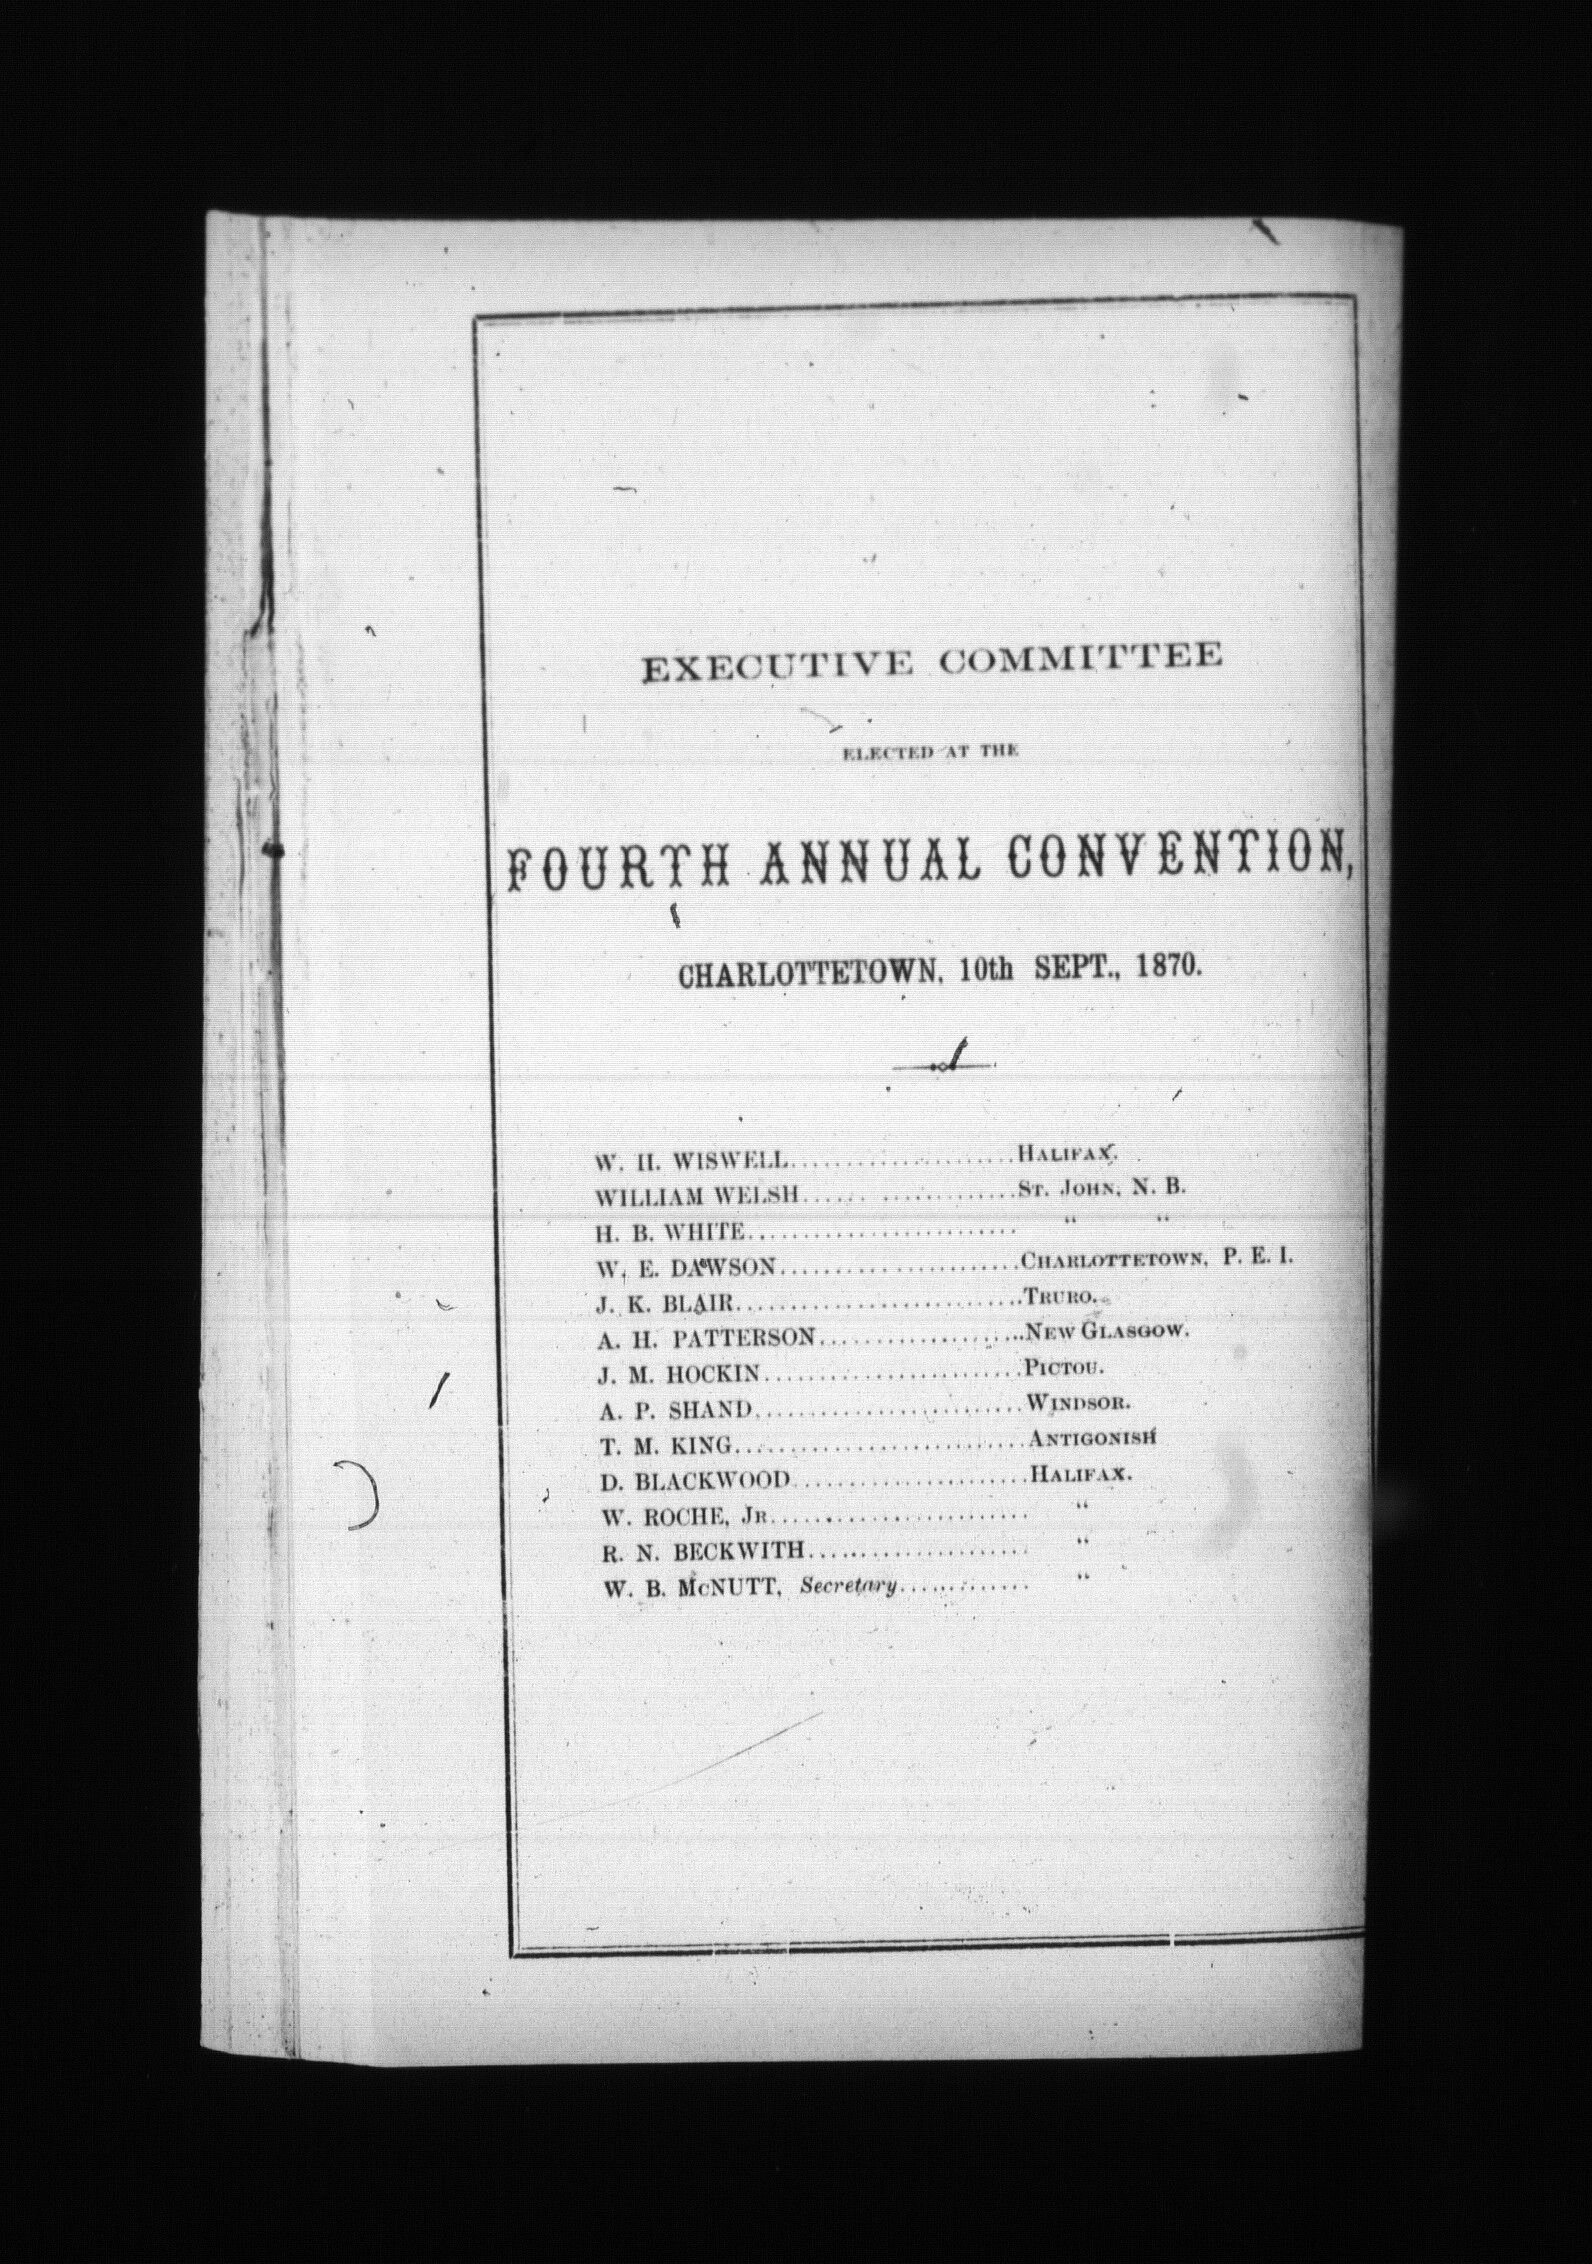 EXECUTIVE COMMITTEE
ELECTED AT THE
FOURTH ANNUAL CONVENTION,
CHARLOTTETOWN, 10th SEPT., 1870.
W. H. WISWELL......................HALIFAX.
WILLIAM WELSH...................ST. JOHN, N. B.
H. B. WHITE......................... “ “
W. E. DAWSON......................CHARLOTTETOWN, P. E. I.
J. K. BLAIR..........................TRURO.
A. H. PATTERSON...................NEW GLASGOW.
J. M. HOCKIN........................PICTOU.
A. P. SHAND.........................WINDSOR.
T. M. KING...........................ANTIGONISH
D. BLACKWOOD......................HALIFAX.
W. ROCHE, JR........................ “
R. N. BECKWITH.................... “
W. B. McNUTT, Secretary............ “